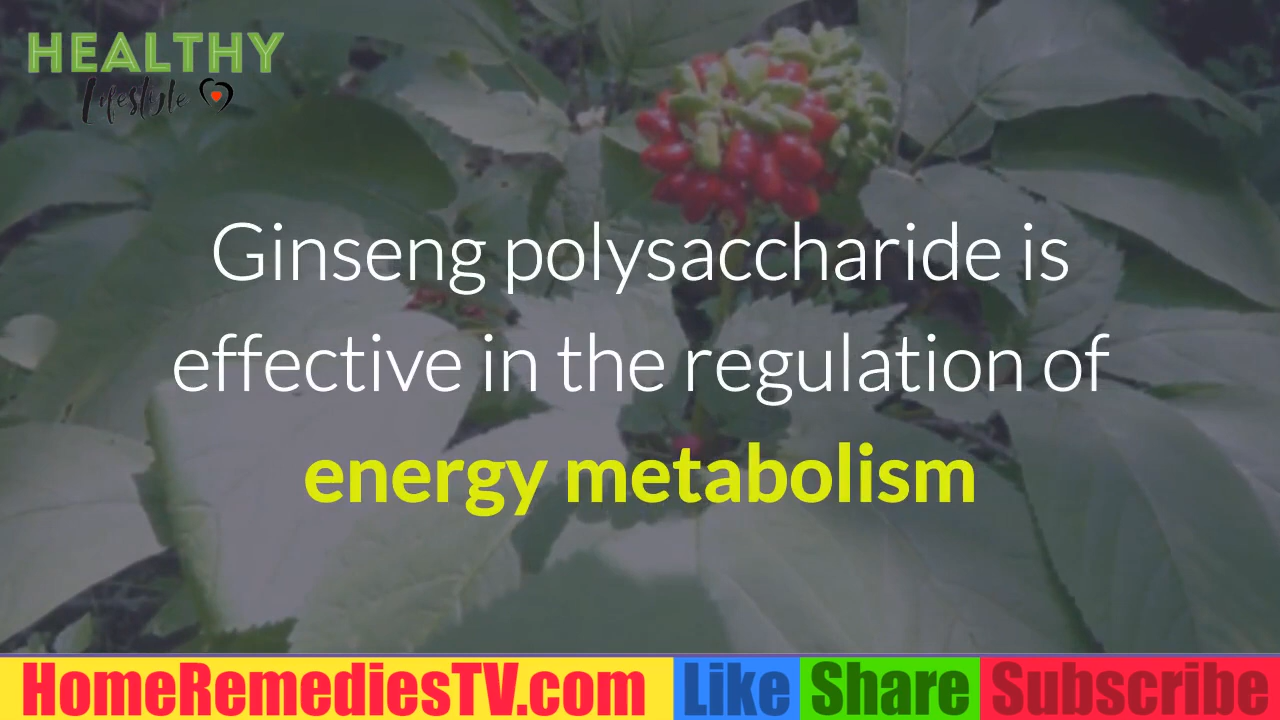 HEALTHY
Lifestyle
Ginseng polysaccharide is
effective in the regulation of
energy metabolism
HomeRemediesTV.com Like Share Subscribe